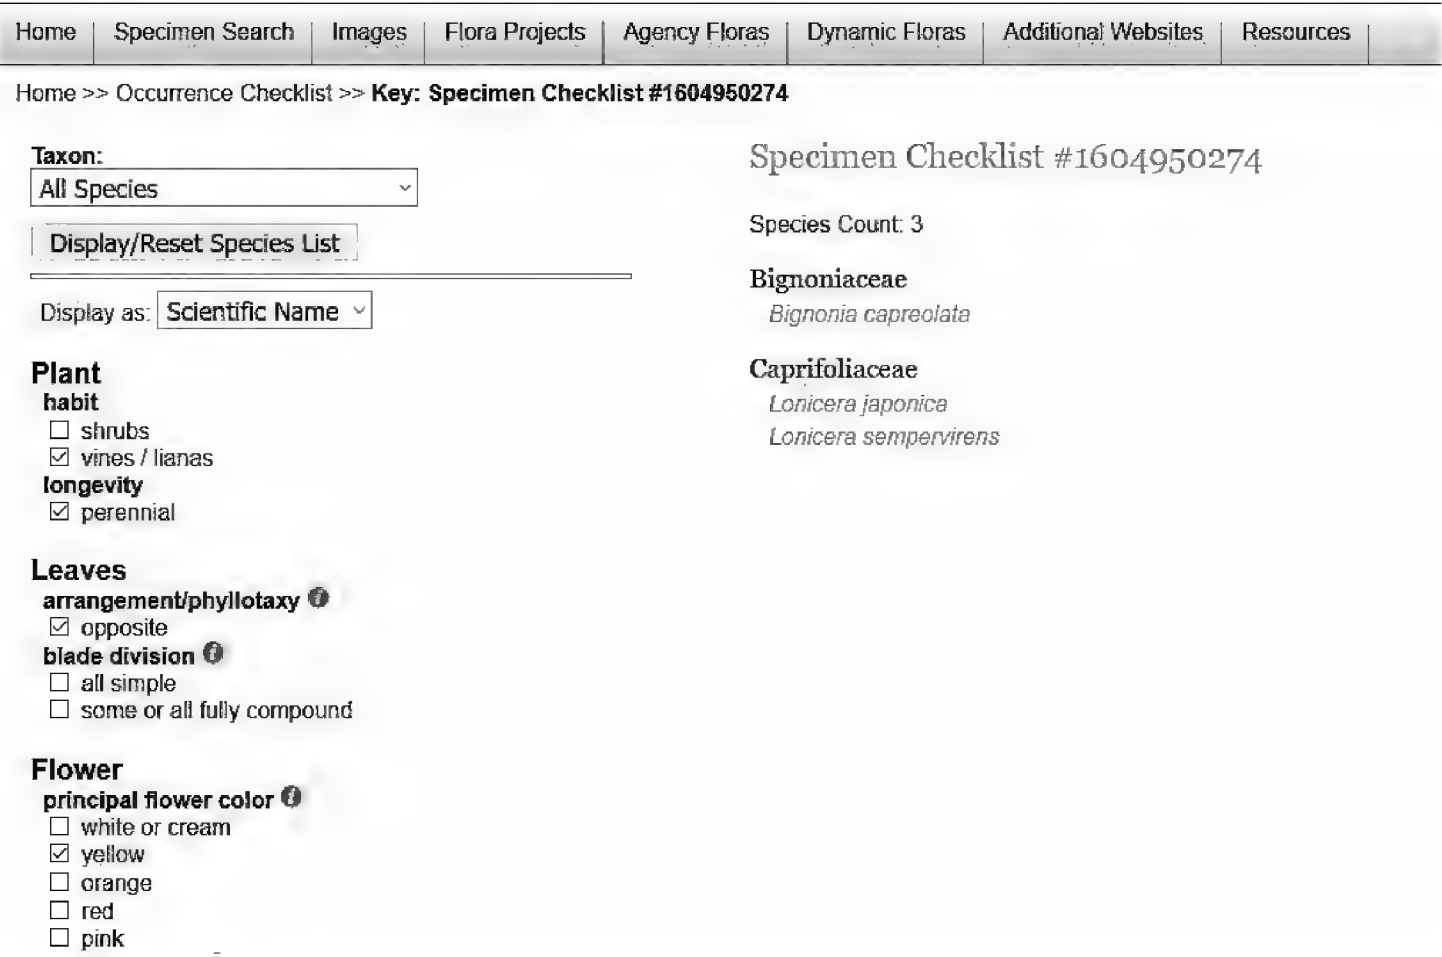 Home Specimen Search Images Flora Projects Agency Floras Dynamic Floras Additional Websites Resources
Home >> Occurrence Checklist >> Key: Specimen Checklist #1604950274
Taxon:
All Species
Display/Reset Species List
Display as: Scientific Name
Plant
habit
shrubs
vines / lianas
longevity
perennial
Leaves
arrangement/phyllotaxy
opposite
blade division
all simple
some or all fully compound
Flower
principal flower color
white or cream
yellow
orange
red
pink
Specimen Checklist #1604950274
Species Count: 3
Bignoniaceae
Bignonia capreolata
Caprifoliaceae
Lonicera japonica
Lonicera sempervirens